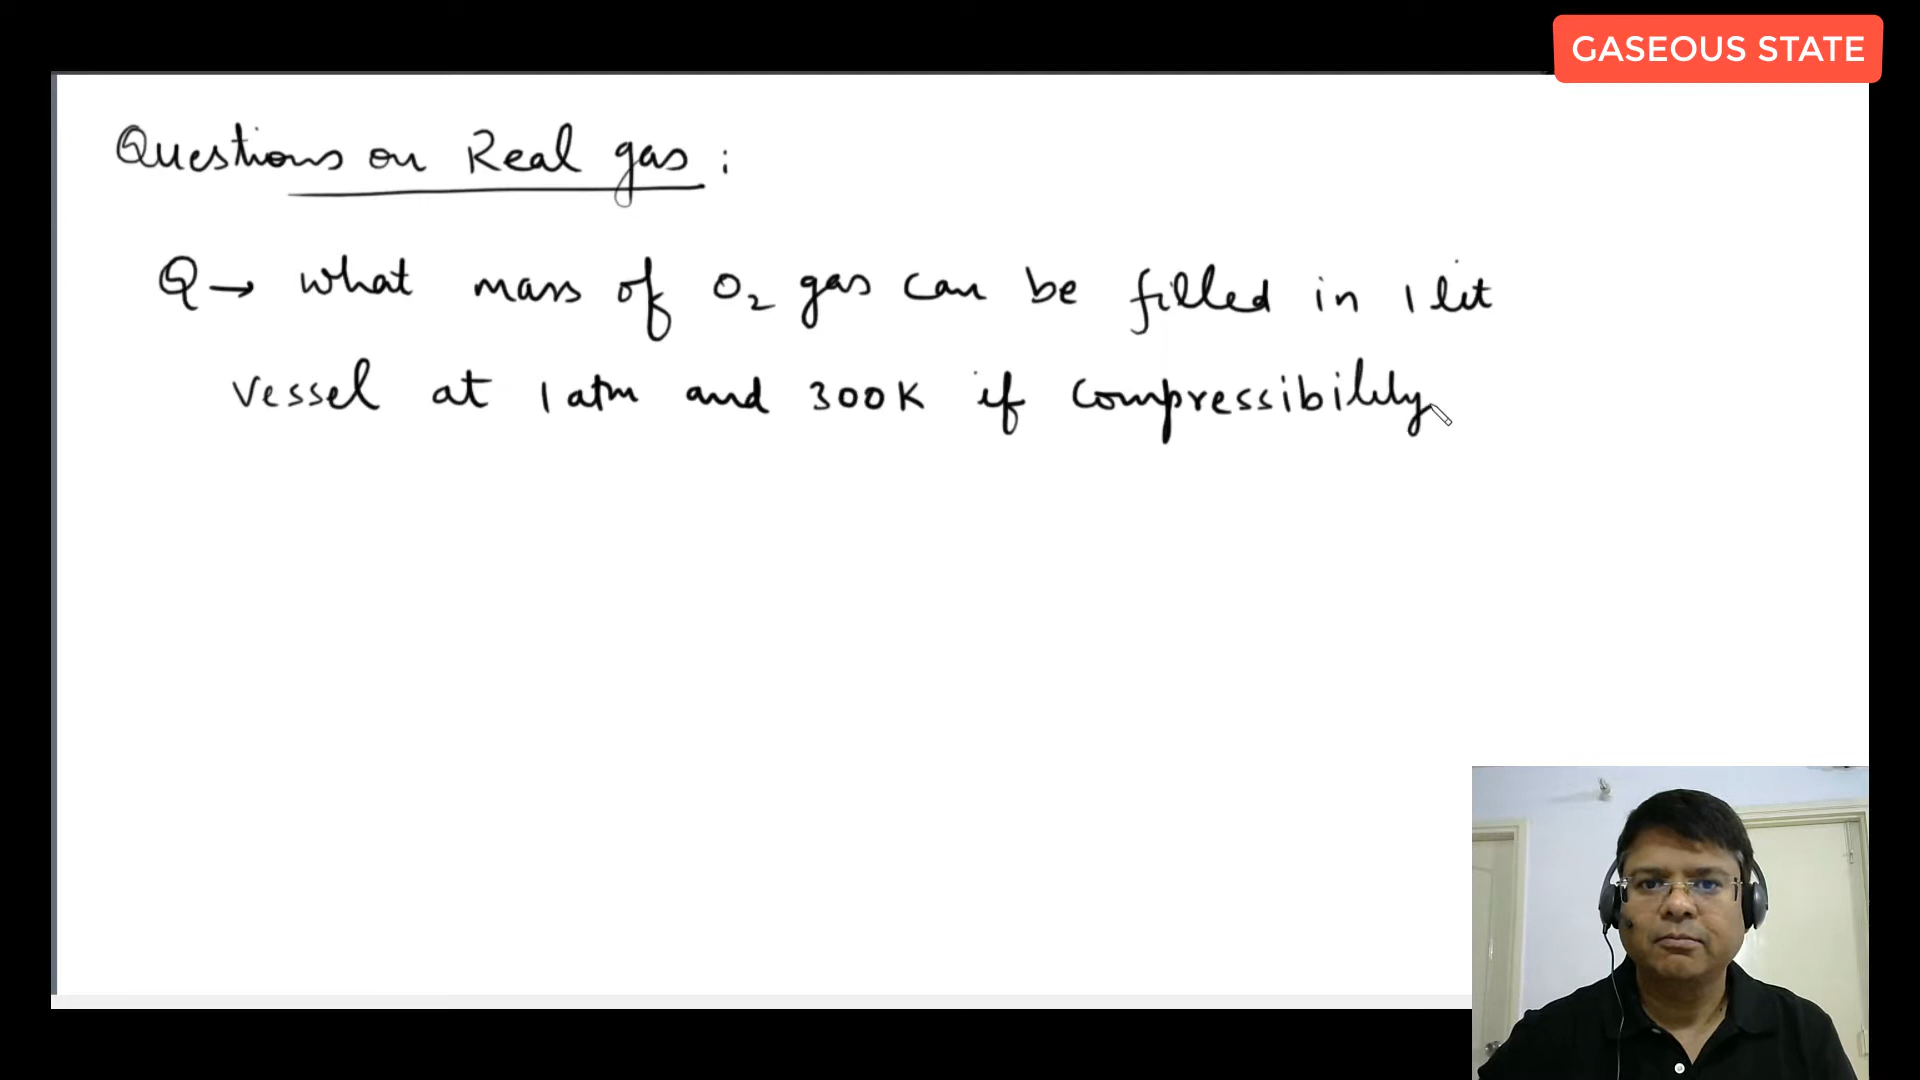 GASEOUS STATE
Questions on Real gas :
Q → what mass of O₂ gas can be filled in 1 lit
vessel at 1 atm and 300K if compressibility